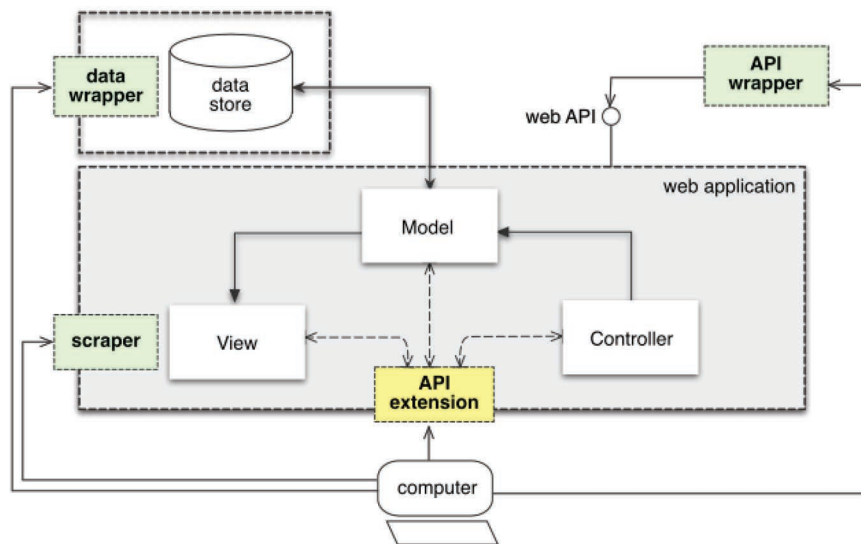 data
wrapper
data
store
API
wrapper
web API
web application
Model
scraper
View
Controller
API
extension
computer